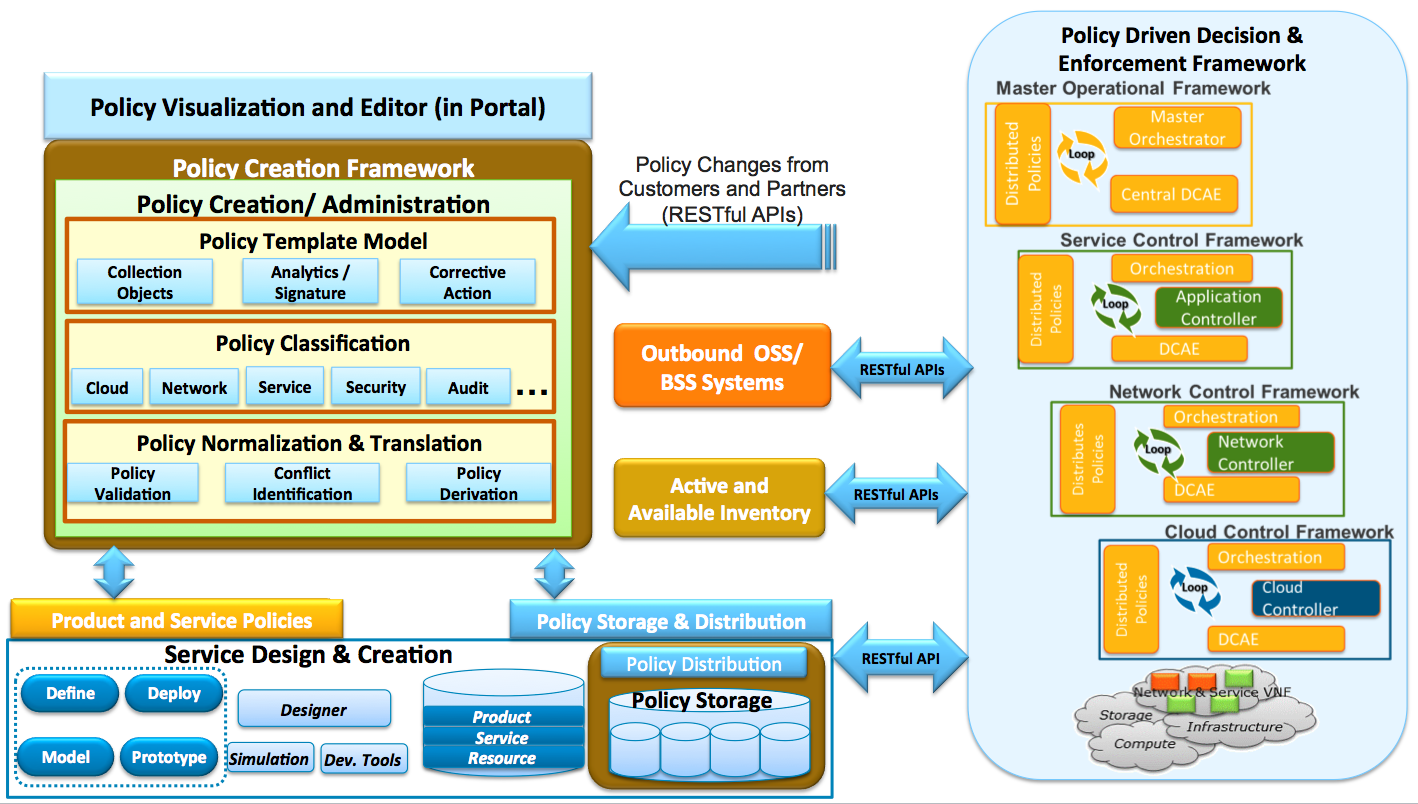 Policy Visualization and Editor (in Portal)
Policy Creation Framework
Policy Creation/ Administration
Policy Template Model
Collection
Objects
Analytics /
Signature
Corrective
Action
Policy Classification
Cloud
Network
Service
Security
Audit
...
Policy Normalization & Translation
Policy
Validation
Conflict
Identification
Policy
Derivation
Policy Changes from
Customers and Partners
(RESTful APIs)
Outbound OSS/
BSS Systems
RESTful APIs
Active and
Available Inventory
RESTful APIs
Product and Service Policies
Policy Storage & Distribution
Service Design & Creation
Define
Deploy
Model
Prototype
Designer
Simulation
Dev. Tools
Product
Service
Resource
Policy Distribution
Policy Storage
RESTful API
Policy Driven Decision &
Enforcement Framework
Master Operational Framework
Distributed
Policies
Loop
Master
Orchestrator
Central DCAE
Service Control Framework
Distributed
Policies
Loop
Orchestration
Application
Controller
DCAE
Network Control Framework
Distributes
Policies
Loop
Orchestration
Network
Controller
DCAE
Cloud Control Framework
Distributed
Policies
Loop
Orchestration
Cloud
Controller
DCAE
Network & Service VNF
Storage
Infrastructure
Compute